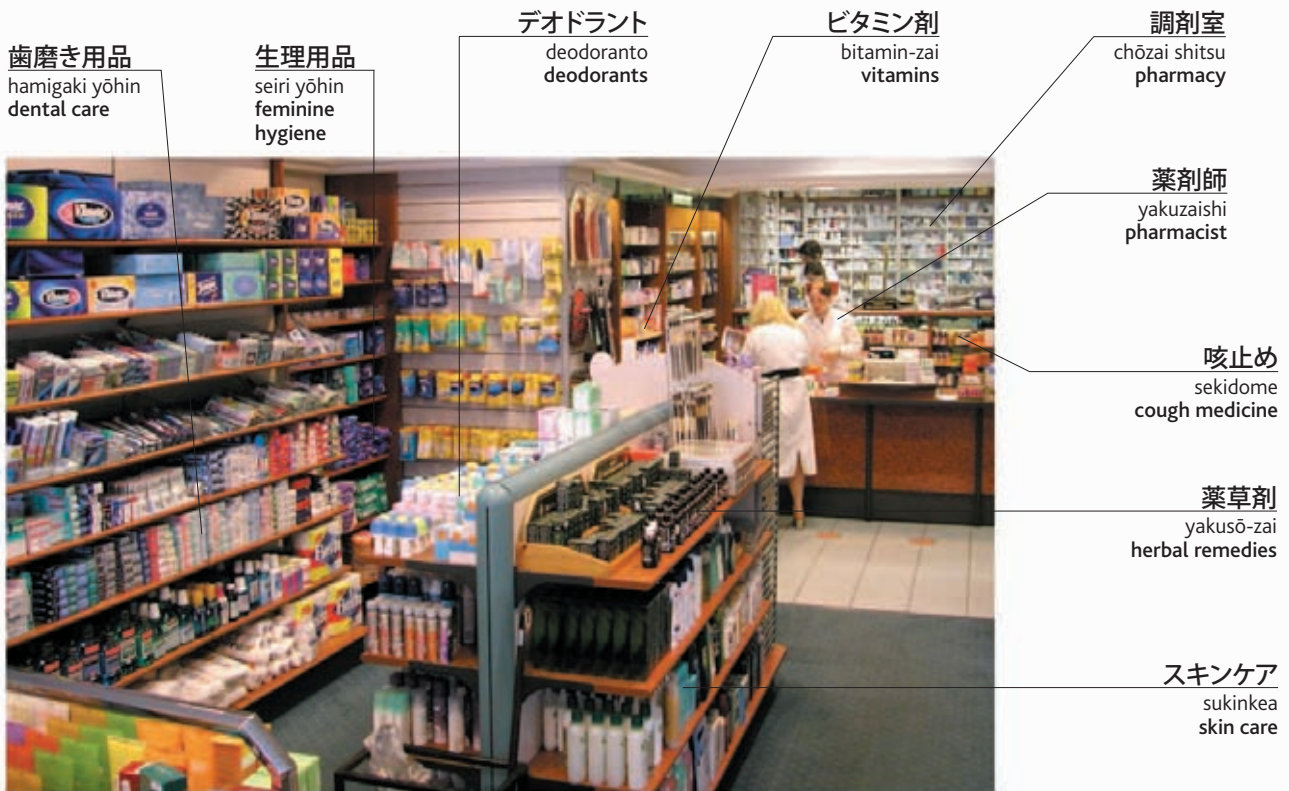 歯磨き用品
hamigaki yōhin
dental care
生理用品
seiri yōhin
feminine
hygiene
デオドラント
deodoranto
deodorants
ビタミン剤
bitamin-zai
vitamins
調剤室
chōzai shitsu
pharmacy
薬剤師
yakuzaishi
pharmacist
咳止め
sekidome
cough medicine
薬草剤
yakusō-zai
herbal remedies
スキンケア
sukinkea
skin care